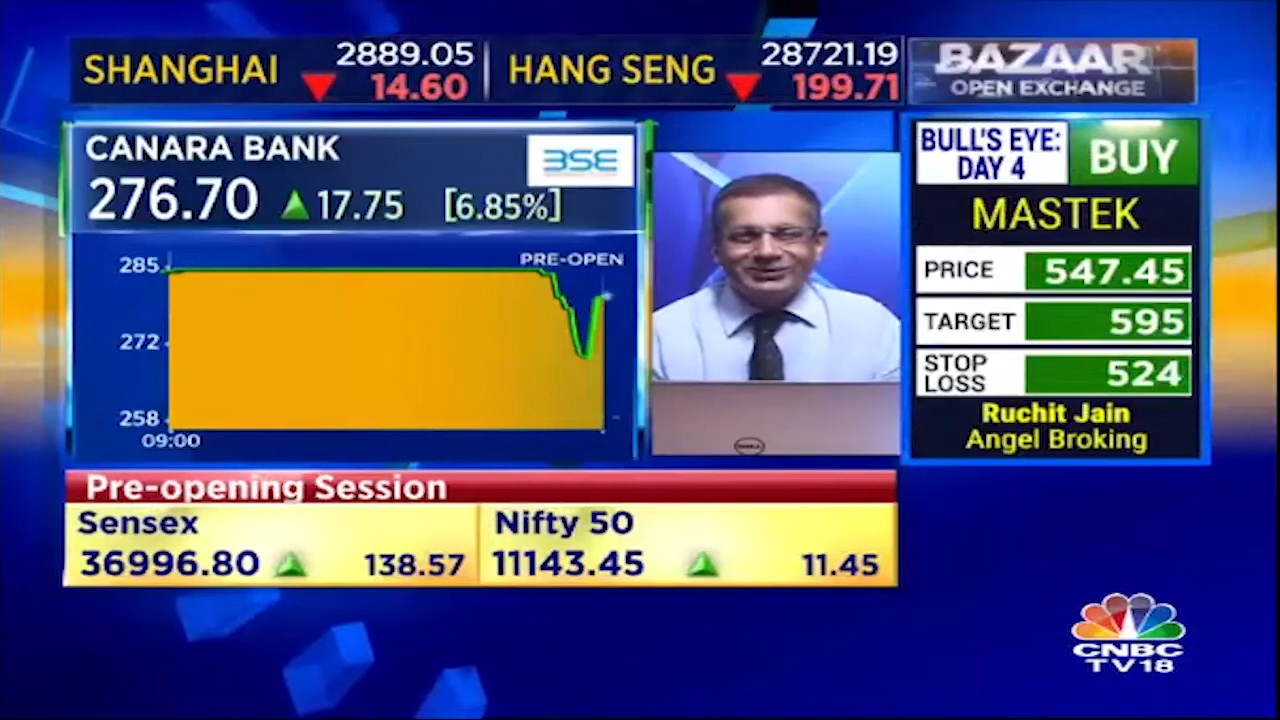 SHANGHAI 2889.05
14.60
HANG SENG 28721.19
199.71
BAZAAR
OPEN EXCHANGE
CANARA BANK
BSE
276.70 17.75 [6.85%]
PRE-OPEN
285
272
258
09:00
DELL
BULL'S EYE:
DAY 4
BUY
MASTEK
PRICE 547.45
TARGET 595
STOP
LOSS 524
Ruchit Jain
Angel Broking
Pre-opening Session
Sensex
36996.80 138.57
Nifty 50
11143.45 11.45
CNBC
TV18